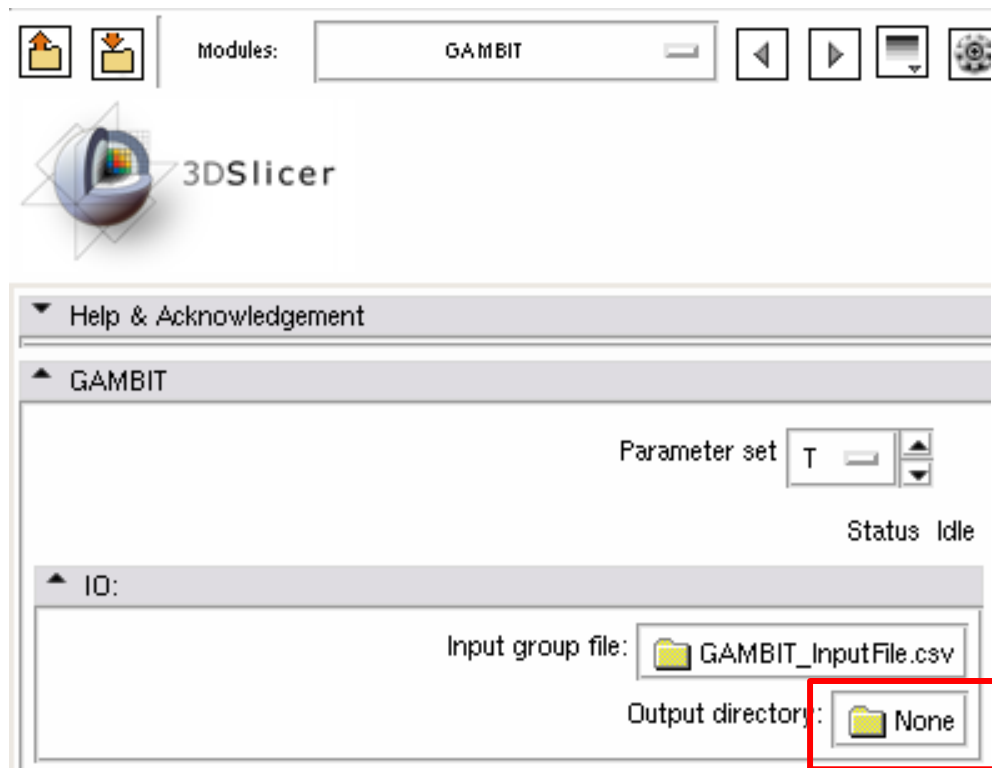 Modules: GAMBIT
3DSlicer
Help & Acknowledgement
GAMBIT
Parameter set T
Status Idle
IO:
Input group file: GAMBIT_InputFile.csv
Output directory: None